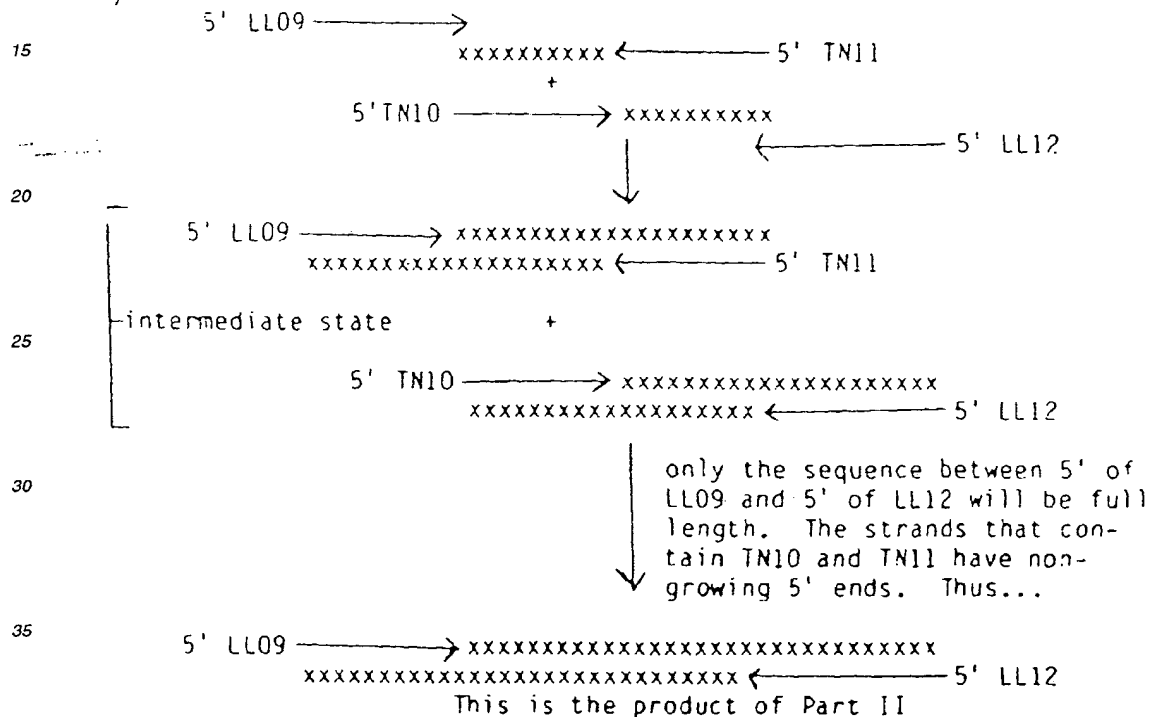 5' LL09
15 xxxxxxxxxx 5' TN11
+
5'TN10 xxxxxxxxxx
5' LL12
20
5' LL09 xxxxxxxxxxxxxxxxxxxx
xxxxxxxxxxxxxxxxxxx 5' TN11
intermediate state +
25
5' TN10 xxxxxxxxxxxxxxxxxxxx
xxxxxxxxxxxxxxxxxx 5' LL12
only the sequence between 5' of
30 LL09 and 5' of LL12 will be full
length. The strands that con-
tain TN10 and TN11 have non-
growing 5' ends. Thus...
35
5' LL09 xxxxxxxxxxxxxxxxxxxxxxxxxxxxxx
xxxxxxxxxxxxxxxxxxxxxxxxxxxx 5' LL12
This is the product of Part II